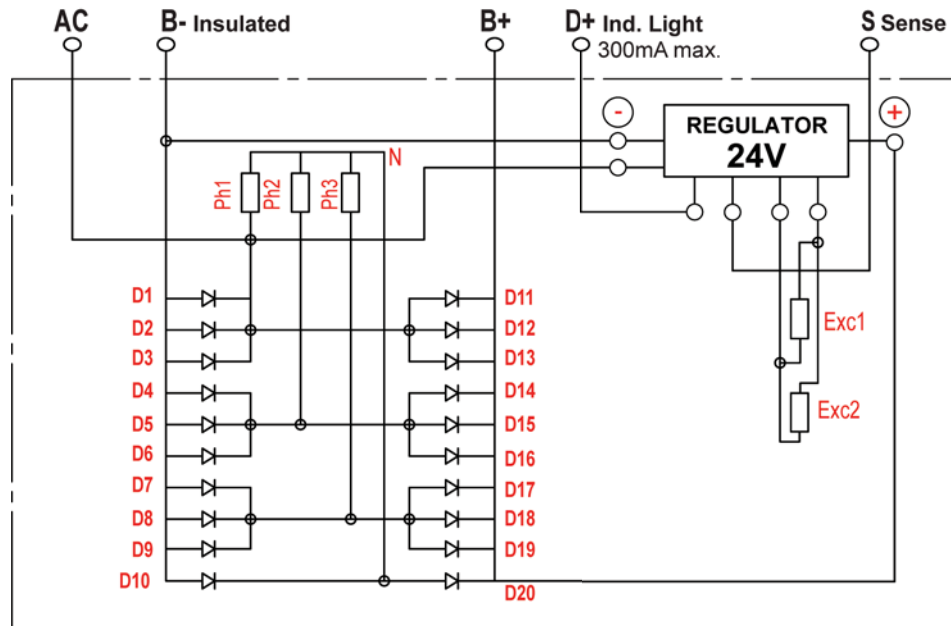 AC B- Insulated B+ D+ Ind. Light S Sense
300mA max.
- +
REGULATOR
24V
N
Ph1 Ph2 Ph3
D1 D11
D2 D12
Exc1
D3 D13
D4 D14
Exc2
D5 D15
D6 D16
D7 D17
D8 D18
D9 D19
D10 D20